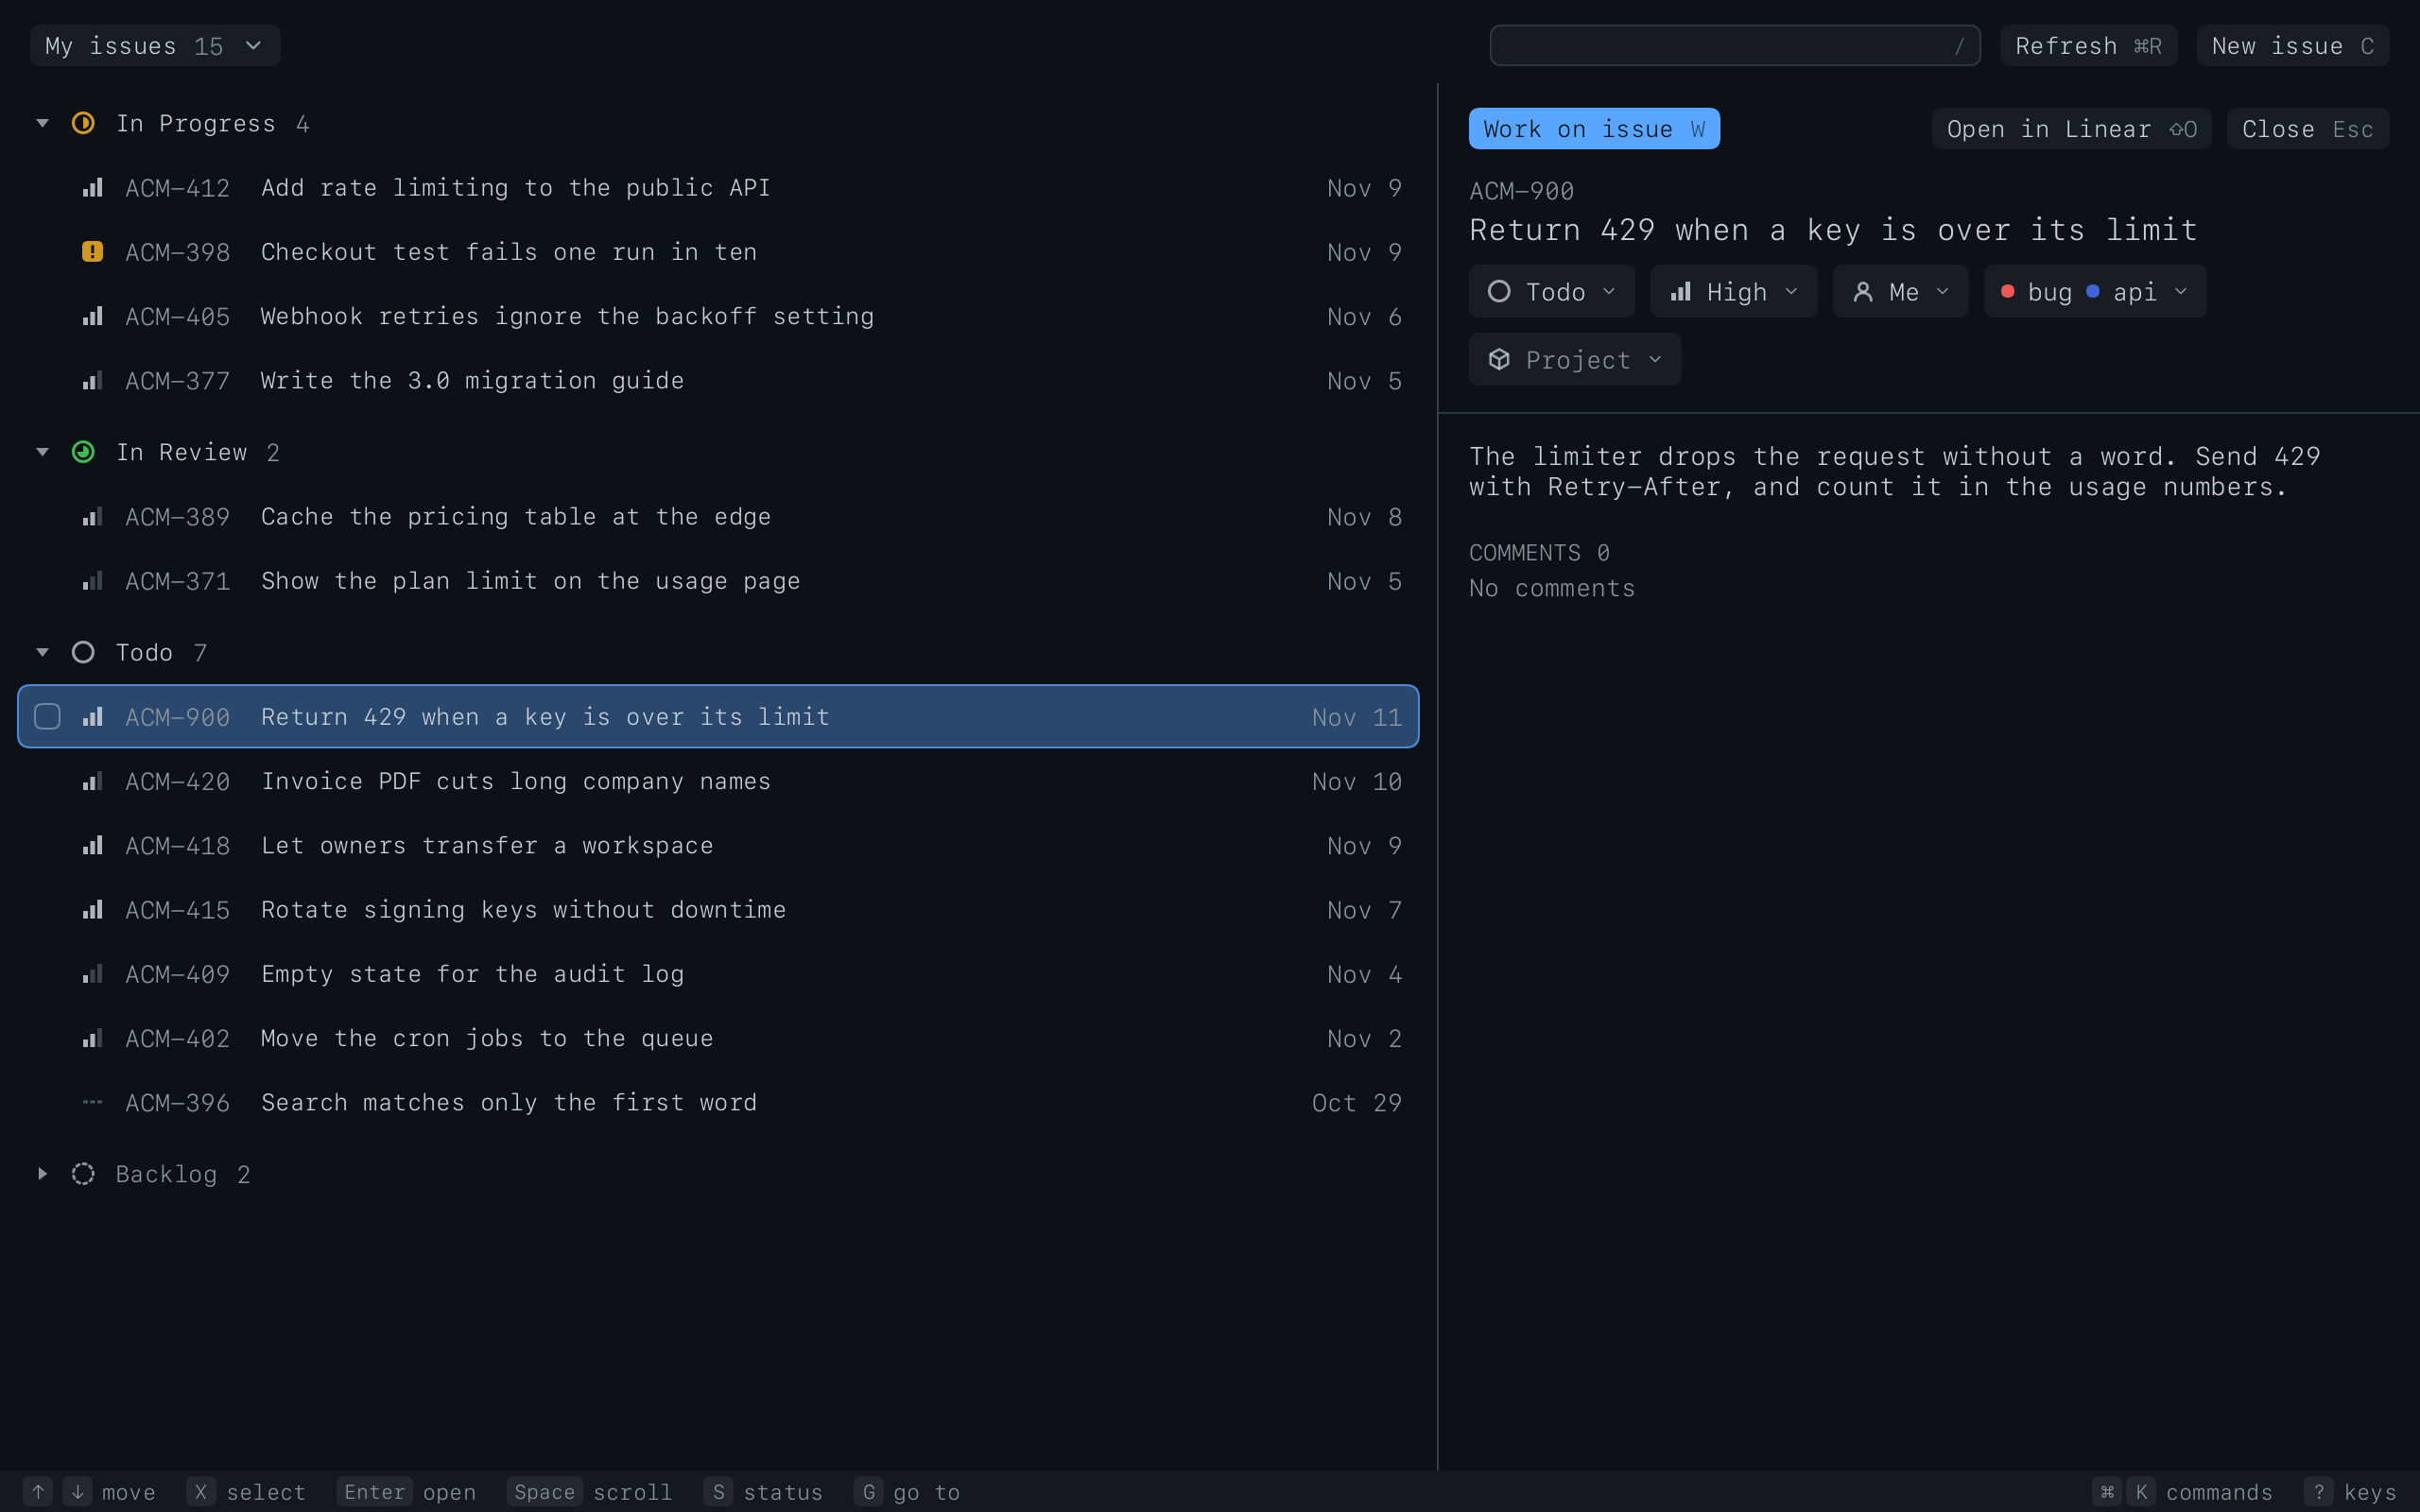 My issues 15
/
Refresh ⌘R
New issue C
In Progress 4
ACM-412 Add rate limiting to the public API Nov 9
ACM-398 Checkout test fails one run in ten Nov 9
ACM-405 Webhook retries ignore the backoff setting Nov 6
ACM-377 Write the 3.0 migration guide Nov 5
In Review 2
ACM-389 Cache the pricing table at the edge Nov 8
ACM-371 Show the plan limit on the usage page Nov 5
Todo 7
ACM-900 Return 429 when a key is over its limit Nov 11
ACM-420 Invoice PDF cuts long company names Nov 10
ACM-418 Let owners transfer a workspace Nov 9
ACM-415 Rotate signing keys without downtime Nov 7
ACM-409 Empty state for the audit log Nov 4
ACM-402 Move the cron jobs to the queue Nov 2
ACM-396 Search matches only the first word Oct 29
Backlog 2
Work on issue W
Open in Linear ⇧O
Close Esc
ACM-900
Return 429 when a key is over its limit
Todo
High
Me
bug api
Project
The limiter drops the request without a word. Send 429
with Retry-After, and count it in the usage numbers.
COMMENTS 0
No comments
↑ ↓ move X select Enter open Space scroll S status G go to
⌘ K commands ? keys